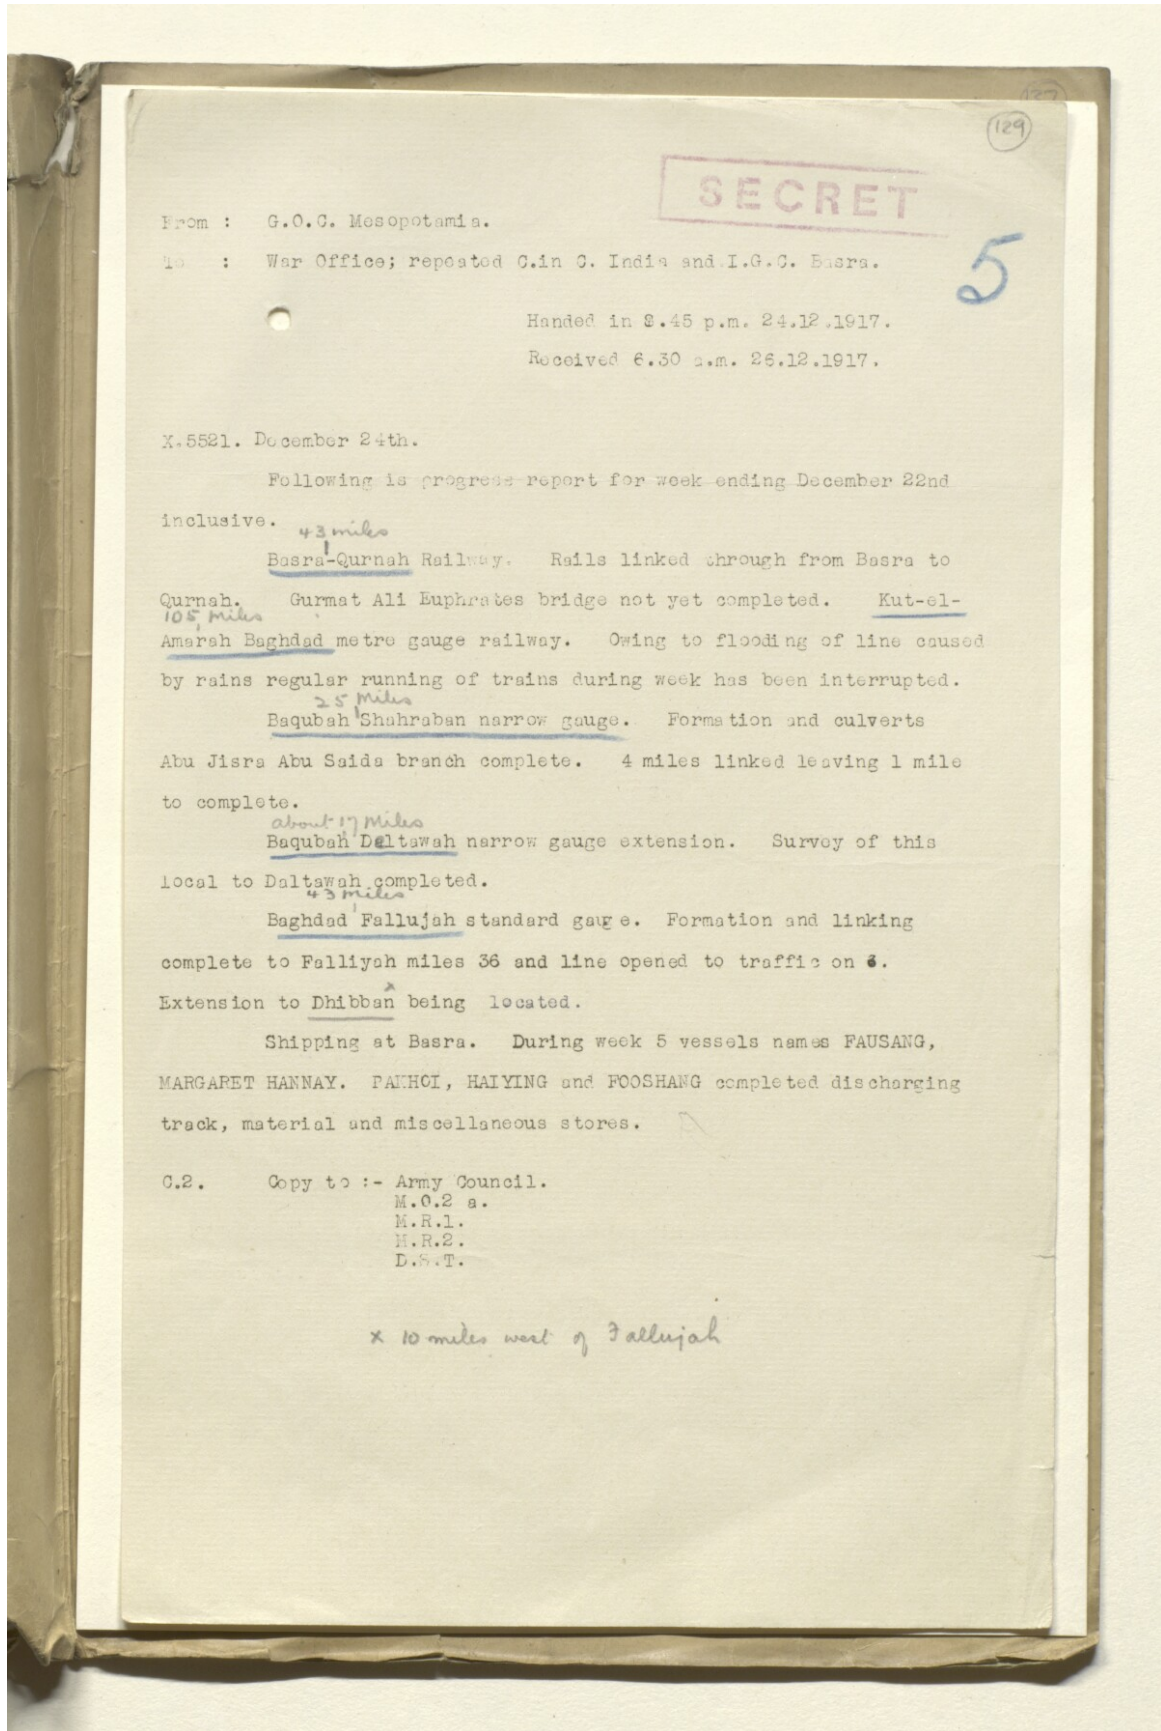 137
129
SECRET
From : G.O.C. Mesopotamia.
To : War Office; repeated C.in C. India and I.G.C. Basra.
5
Handed in 8.45 p.m. 24.12.1917.
Received 6.30 a.m. 26.12.1917.
X.5521. December 24th.
Following is progress report for week ending December 22nd
inclusive.
43 miles
Basra-Qurnah Railway. Rails linked through from Basra to
Qurnah. Gurmat Ali Euphrates bridge not yet completed. Kut-el-
105 Miles
Amarah Baghdad metre gauge railway. Owing to flooding of line caused
by rains regular running of trains during week has been interrupted.
25 Miles
Baqubah Shahraban narrow gauge. Formation and culverts
Abu Jisra Abu Saida branch complete. 4 miles linked leaving 1 mile
to complete.
about 17 Miles
Baqubah Deltawah narrow gauge extension. Survey of this
local to Daltawah completed.
43 Miles
Baghdad Fallujah standard gauge. Formation and linking
complete to Falliyah miles 36 and line opened to traffic on
Extension to Dhibban x being located.
Shipping at Basra. During week 5 vessels names FAUSANG,
MARGARET HANNAY. PAKHOI, HAIYING and FOOSHANG completed discharging
track, material and miscellaneous stores.
C.2. Copy to :- Army Council.
M.O.2 a.
M.R.1.
M.R.2.
D.S.T.
x 10 miles west of Fallujah